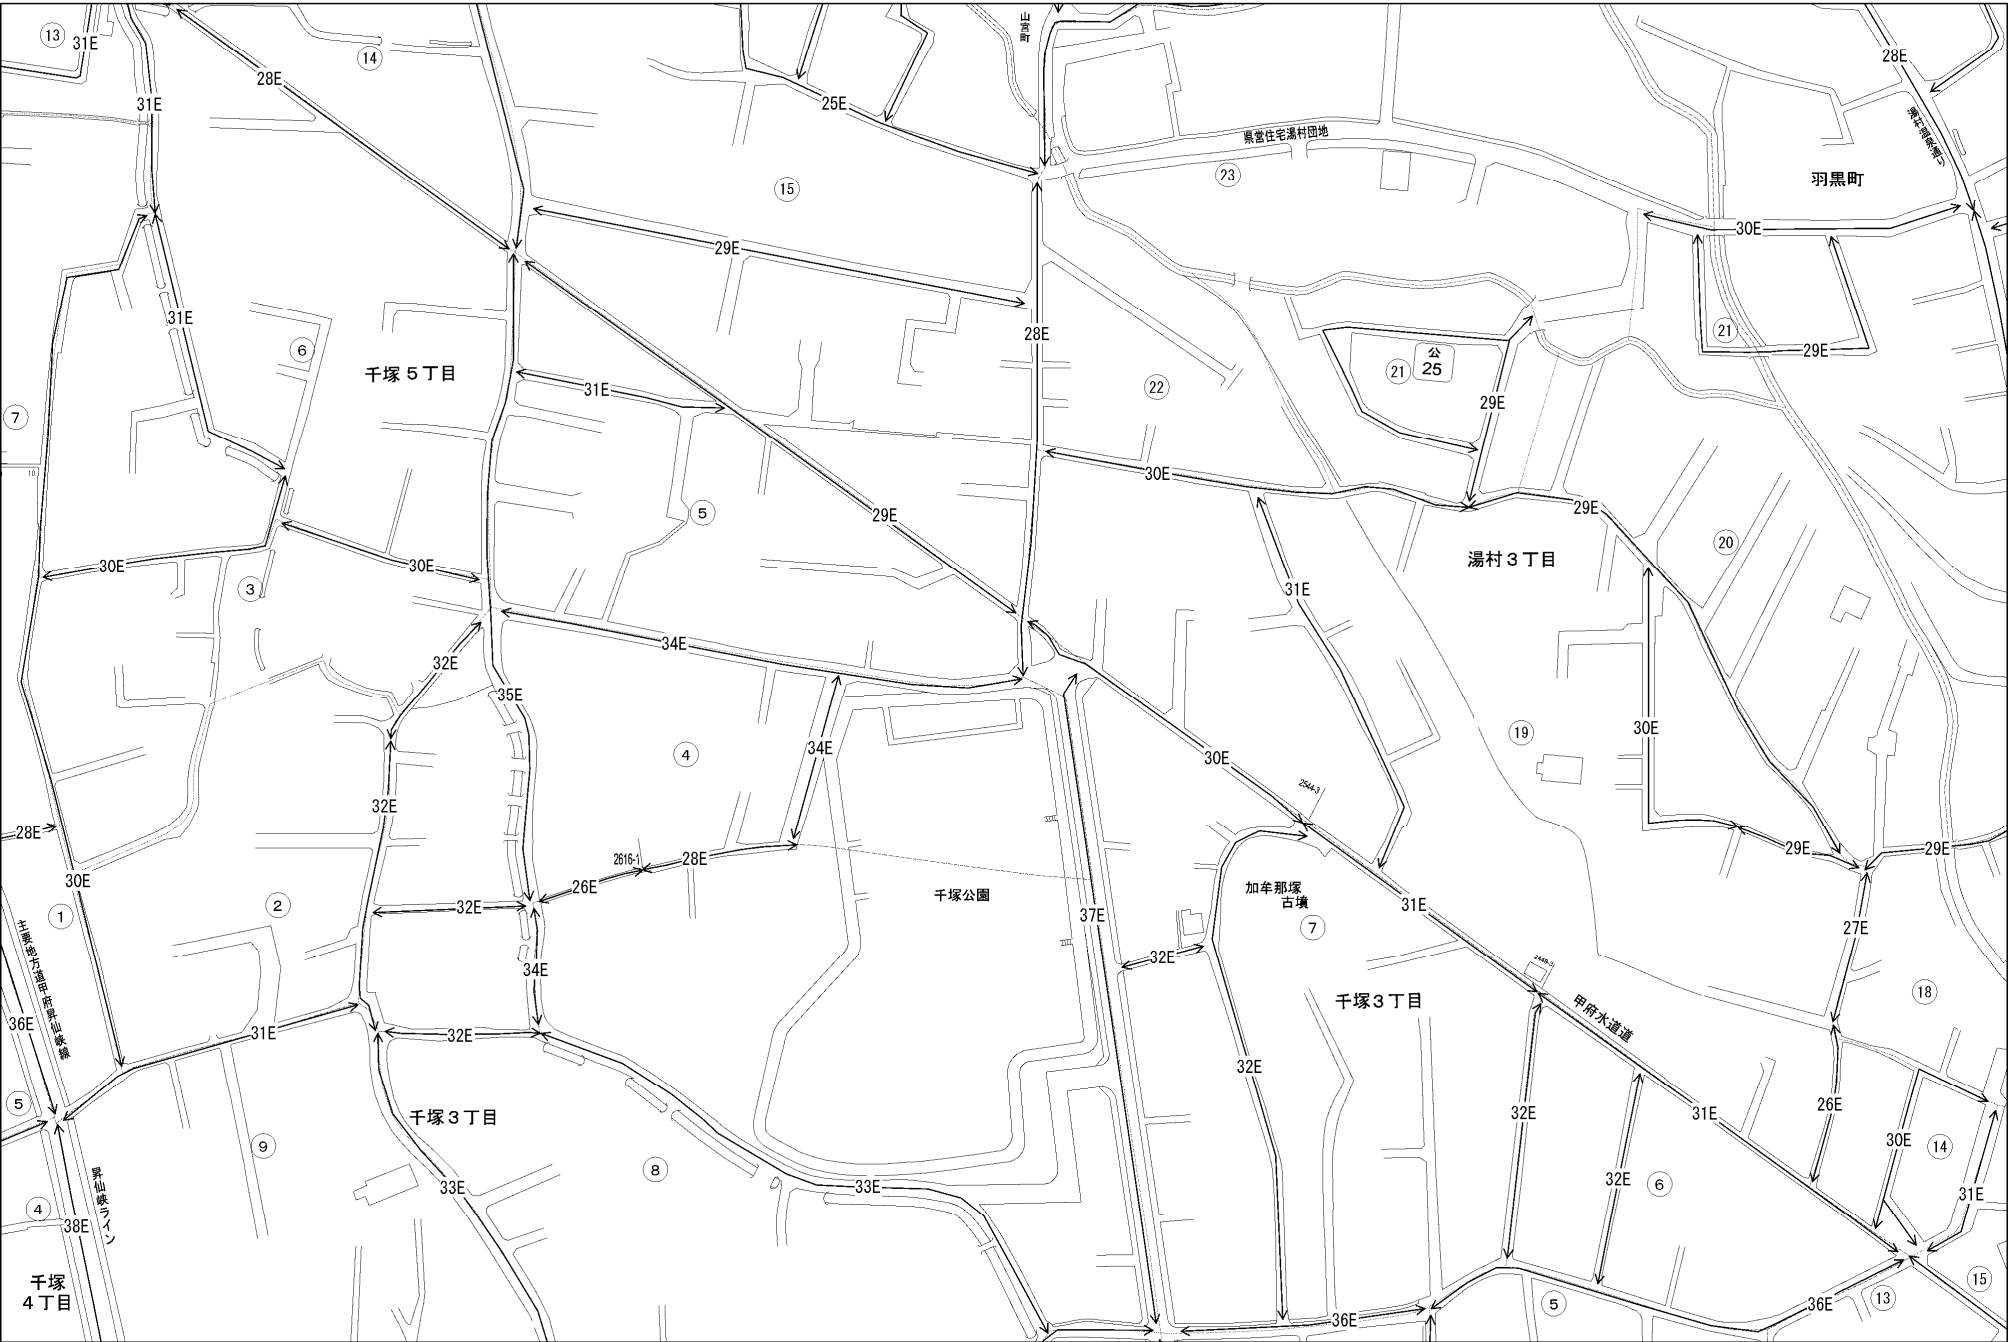 13
31E
14
28E
山宮町
25E
28E
31E
県営住宅湯村団地
湯村温泉通り
15
23
羽黒町
29E
30E
31E
28E
21
6
29E
千塚5丁目
公
25
21
22
31E
29E
7
30E
10
5
29E
29E
20
湯村3丁目
30E
30E
3
31E
34E
32E
35E
4
34E
30E
19
30E
2544-3
32E
28E
2616-1
28E
29E
29E
30E
26E
加牟那塚
古墳
千塚公園
2
32E
1
31E
37E
7
27E
主要地方道甲府昇仙峡線
32E
34E
2448-3
18
千塚3丁目
36E
31E
32E
甲府水道道
32E
5
千塚3丁目
32E
31E
26E
9
30E
14
8
33E
33E
32E
6
31E
4
昇仙峡ライン
38E
千塚
4丁目
15
36E
5
36E
13